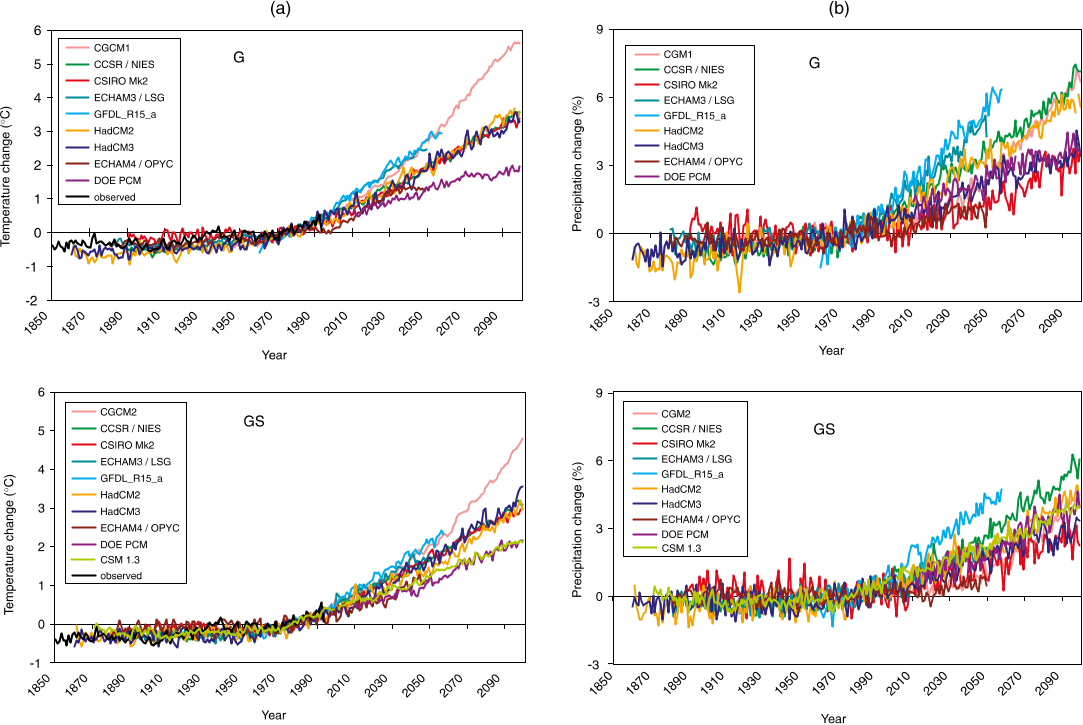 (a)
6
5
4
3
2
1
0
-1
-2
Temperature change (°C)
G
CGCM1
CCSR / NIES
CSIRO Mk2
ECHAM3 / LSG
GFDL_R15_a
HadCM2
HadCM3
ECHAM4 / OPYC
DOE PCM
observed
1850
1870
1890
1910
1930
1950
1970
1990
2010
2030
2050
2070
2090
Year
(b)
9
6
3
0
-3
Precipitation change (%)
G
CGM1
CCSR / NIES
CSIRO Mk2
ECHAM3 / LSG
GFDL_R15_a
HadCM2
HadCM3
ECHAM4 / OPYC
DOE PCM
1850
1870
1890
1910
1930
1950
1970
1990
2010
2030
2050
2070
2090
Year
6
5
4
3
2
1
0
-1
Temperature change (°C)
GS
CGCM2
CCSR / NIES
CSIRO Mk2
ECHAM3 / LSG
GFDL_R15_a
HadCM2
HadCM3
ECHAM4 / OPYC
DOE PCM
CSM 1.3
observed
1850
1870
1890
1910
1930
1950
1970
1990
2010
2030
2050
2070
2090
Year
9
6
3
0
-3
Precipitation change (%)
GS
CGM2
CCSR / NIES
CSIRO Mk2
ECHAM3 / LSG
GFDL_R15_a
HadCM2
HadCM3
ECHAM4 / OPYC
DOE PCM
CSM 1.3
1850
1870
1890
1910
1930
1950
1970
1990
2010
2030
2050
2070
2090
Year